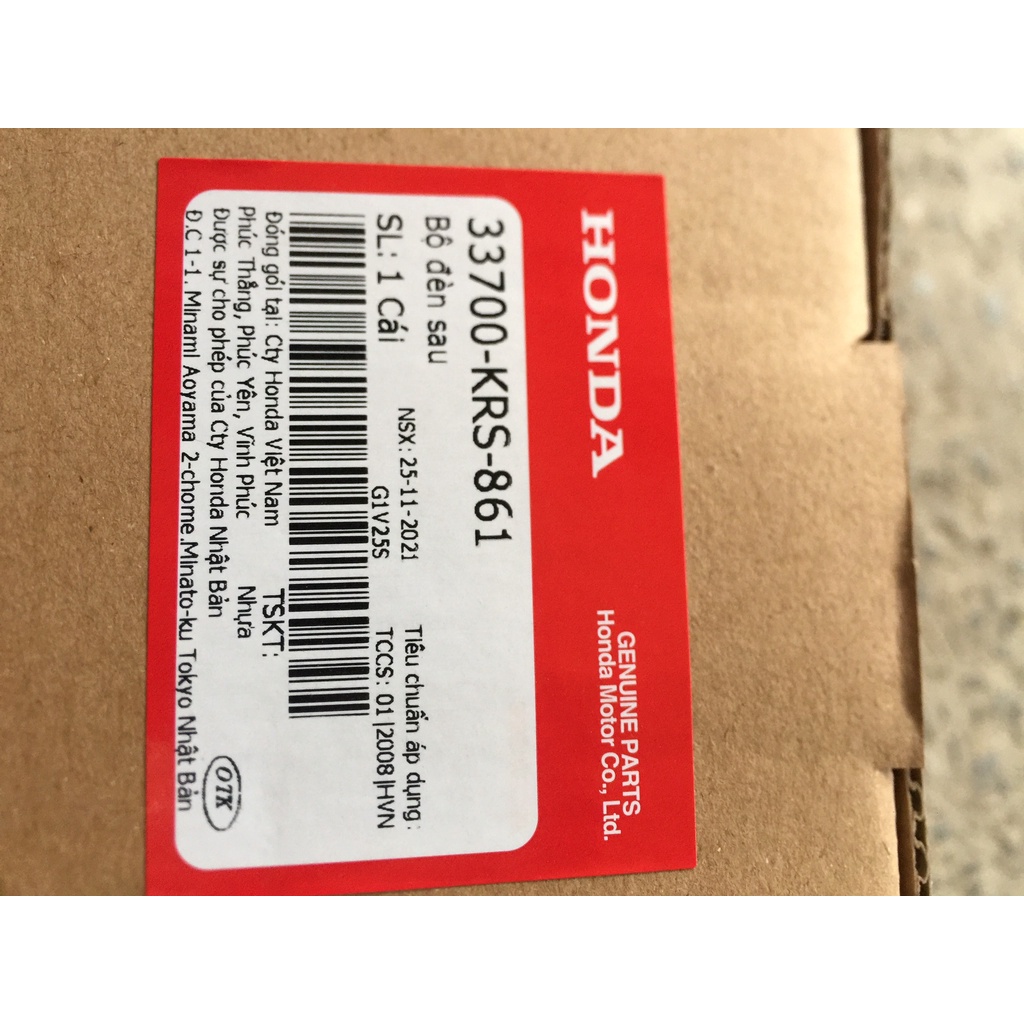 HONDA
GENUINE PARTS
Honda Motor Co., Ltd.
33700-KRS-861
Bộ đèn sau
SL: 1 Cái
NSX: 25-11-2021
G1V25S
Tiêu chuẩn áp dụng:
TCCS: 01|2008|HVN
Đóng gói tại: Cty Honda Việt Nam
TSKT:
Phúc Thắng, Phúc Yên, Vĩnh Phúc
Nhựa
Được sự cho phép của Cty Honda Nhật Bản
Đ.C 1-1. Minami Aoyama 2-chome.Minato-ku Tokyo Nhật Bản
OTK